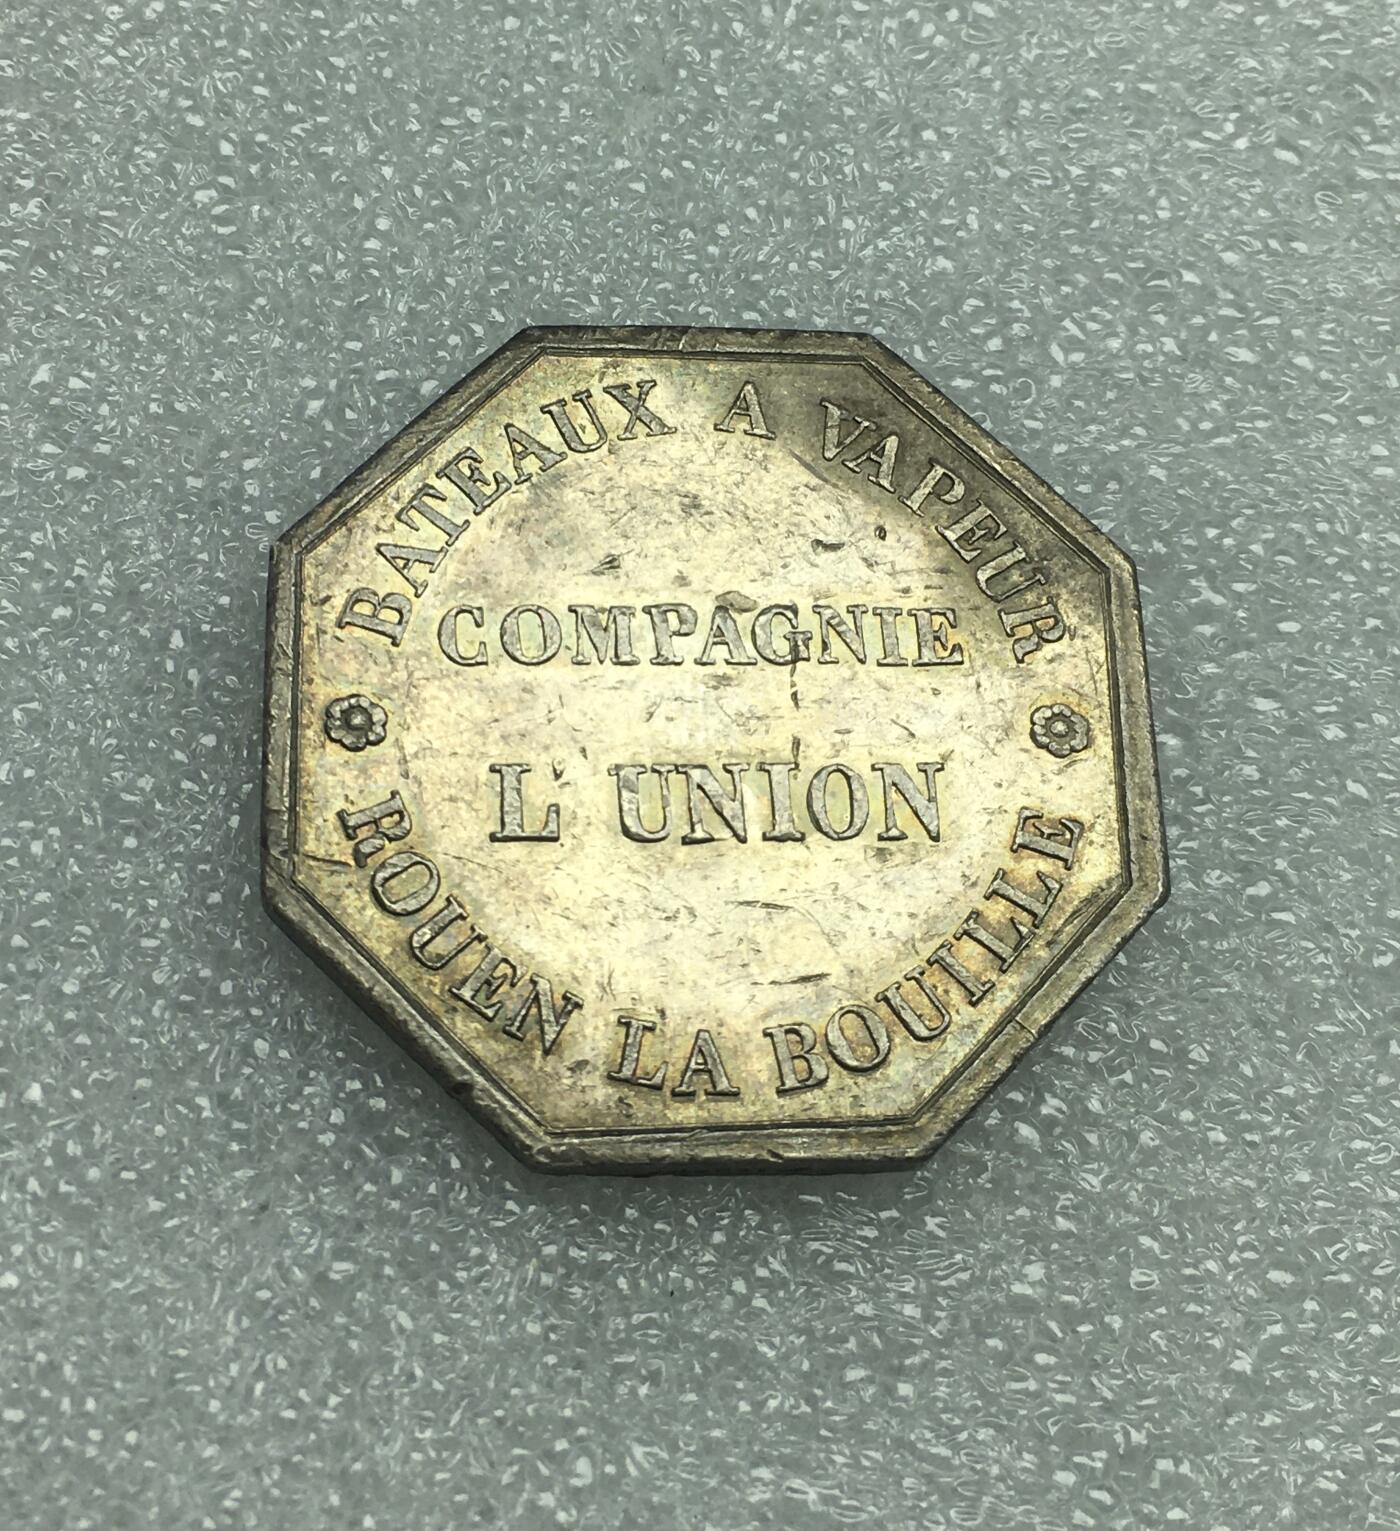 BATEAUX A VAPEUR
COMPAGNIE
L'UNION
ROUEN LA BOUILLE